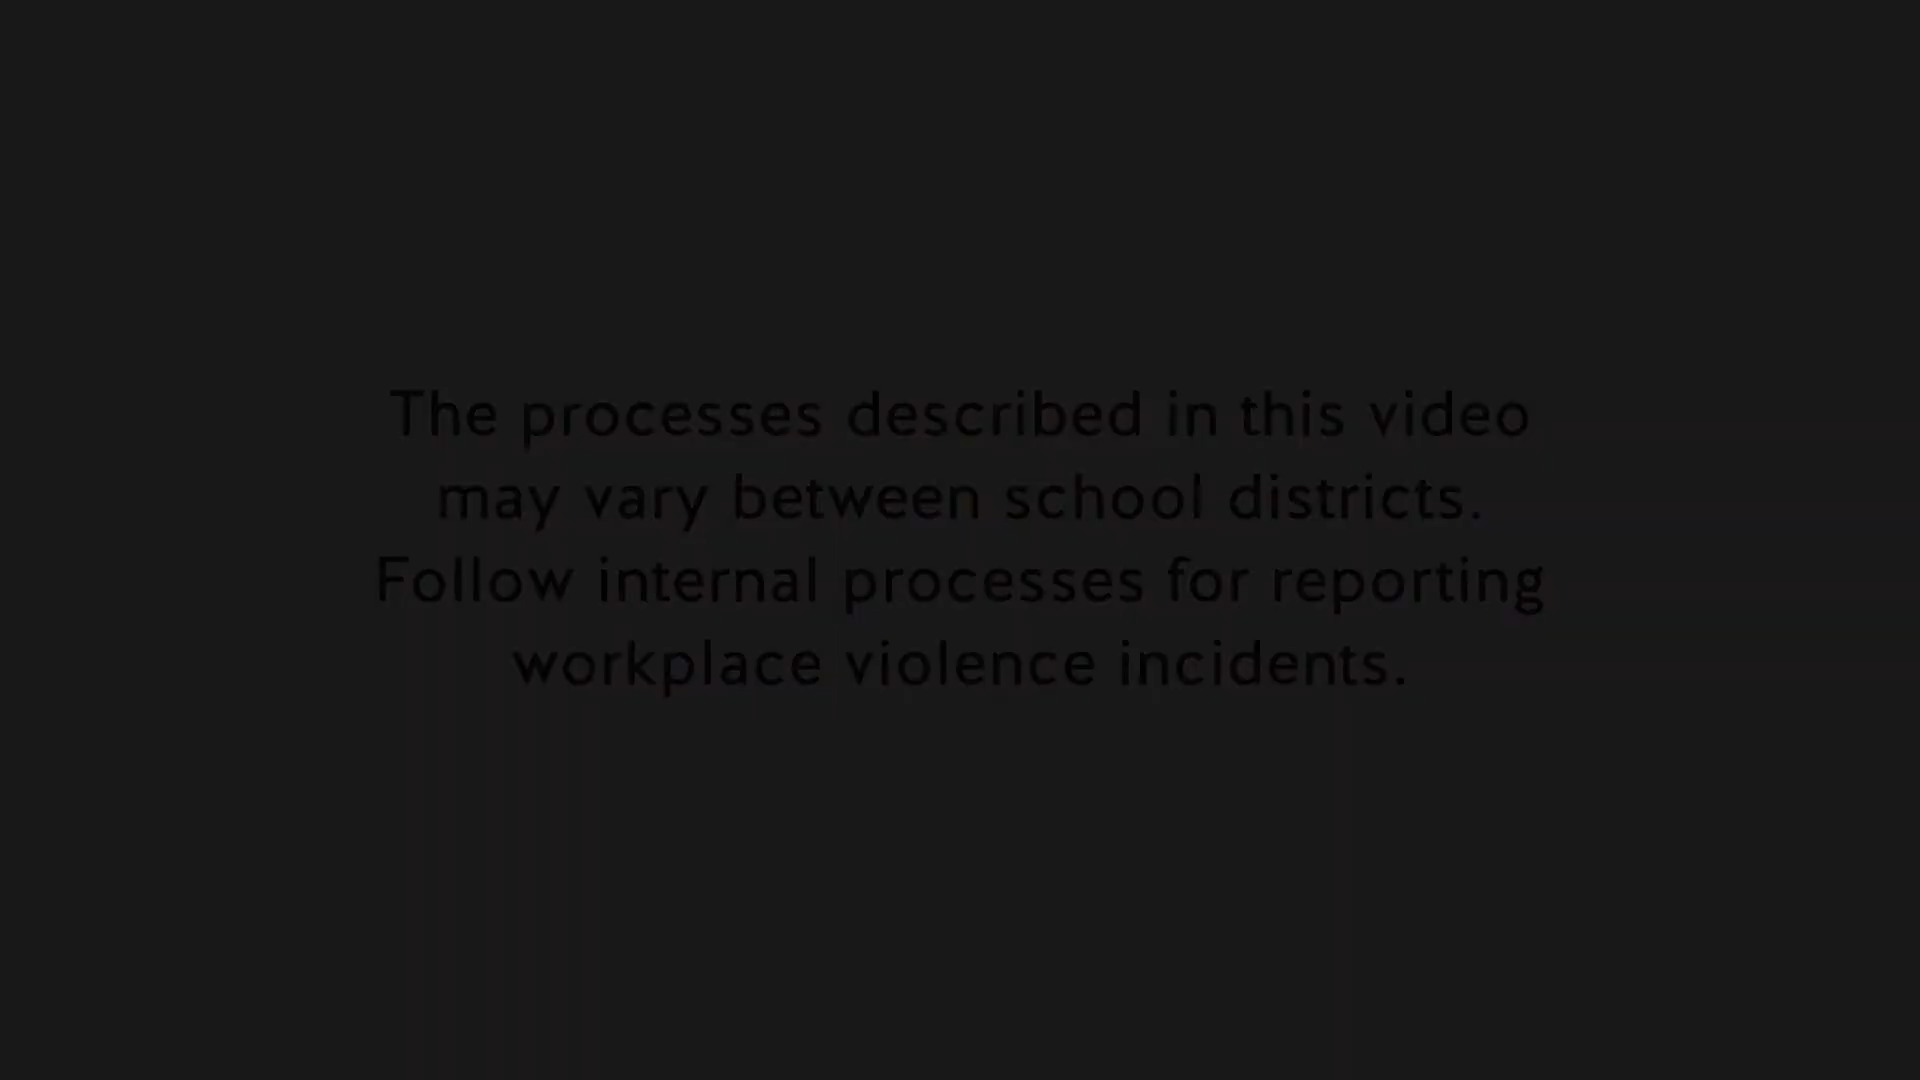 The processes described in this video
may vary between school districts.
Follow internal processes for reporting
workplace violence incidents.